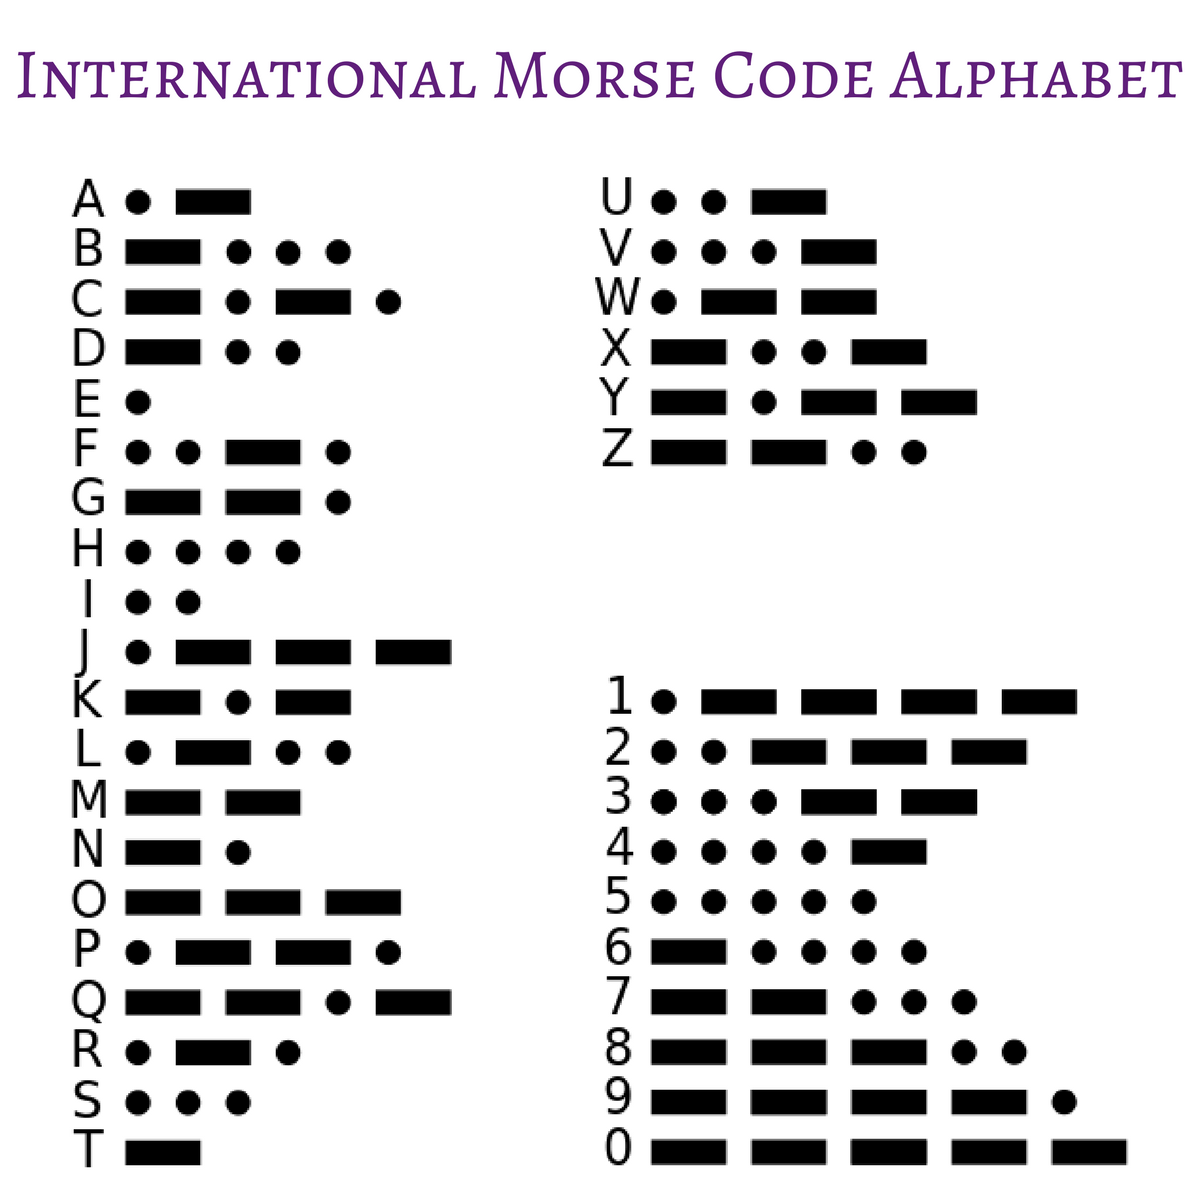 International Morse Code Alphabet
A • –
B – • • •
C – • – •
D – • •
E •
F • • – •
G – – •
H • • • •
I • •
J • – – –
K – • –
L • – • •
M – –
N – •
O – – –
P • – – •
Q – – • –
R • – •
S • • •
T –
U • • –
V • • • –
W • – –
X – • • –
Y – • – –
Z – – • •
1 • – – – –
2 • • – – –
3 • • • – –
4 • • • • –
5 • • • • •
6 – • • • •
7 – – • • •
8 – – – • •
9 – – – – •
0 – – – – –